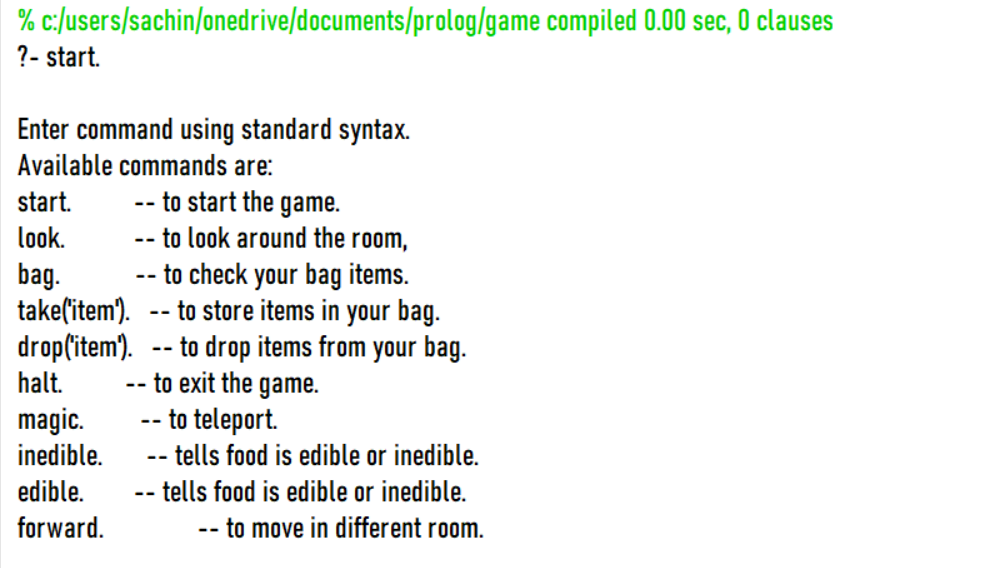 % c:/users/sachin/onedrive/documents/prolog/game compiled 0.00 sec, 0 clauses
?- start.
Enter command using standard syntax.
Available commands are:
start. -- to start the game.
look. -- to look around the room,
bag. -- to check your bag items.
take('item'). -- to store items in your bag.
drop('item'). -- to drop items from your bag.
halt. -- to exit the game.
magic. -- to teleport.
inedible. -- tells food is edible or inedible.
edible. -- tells food is edible or inedible.
forward. -- to move in different room.